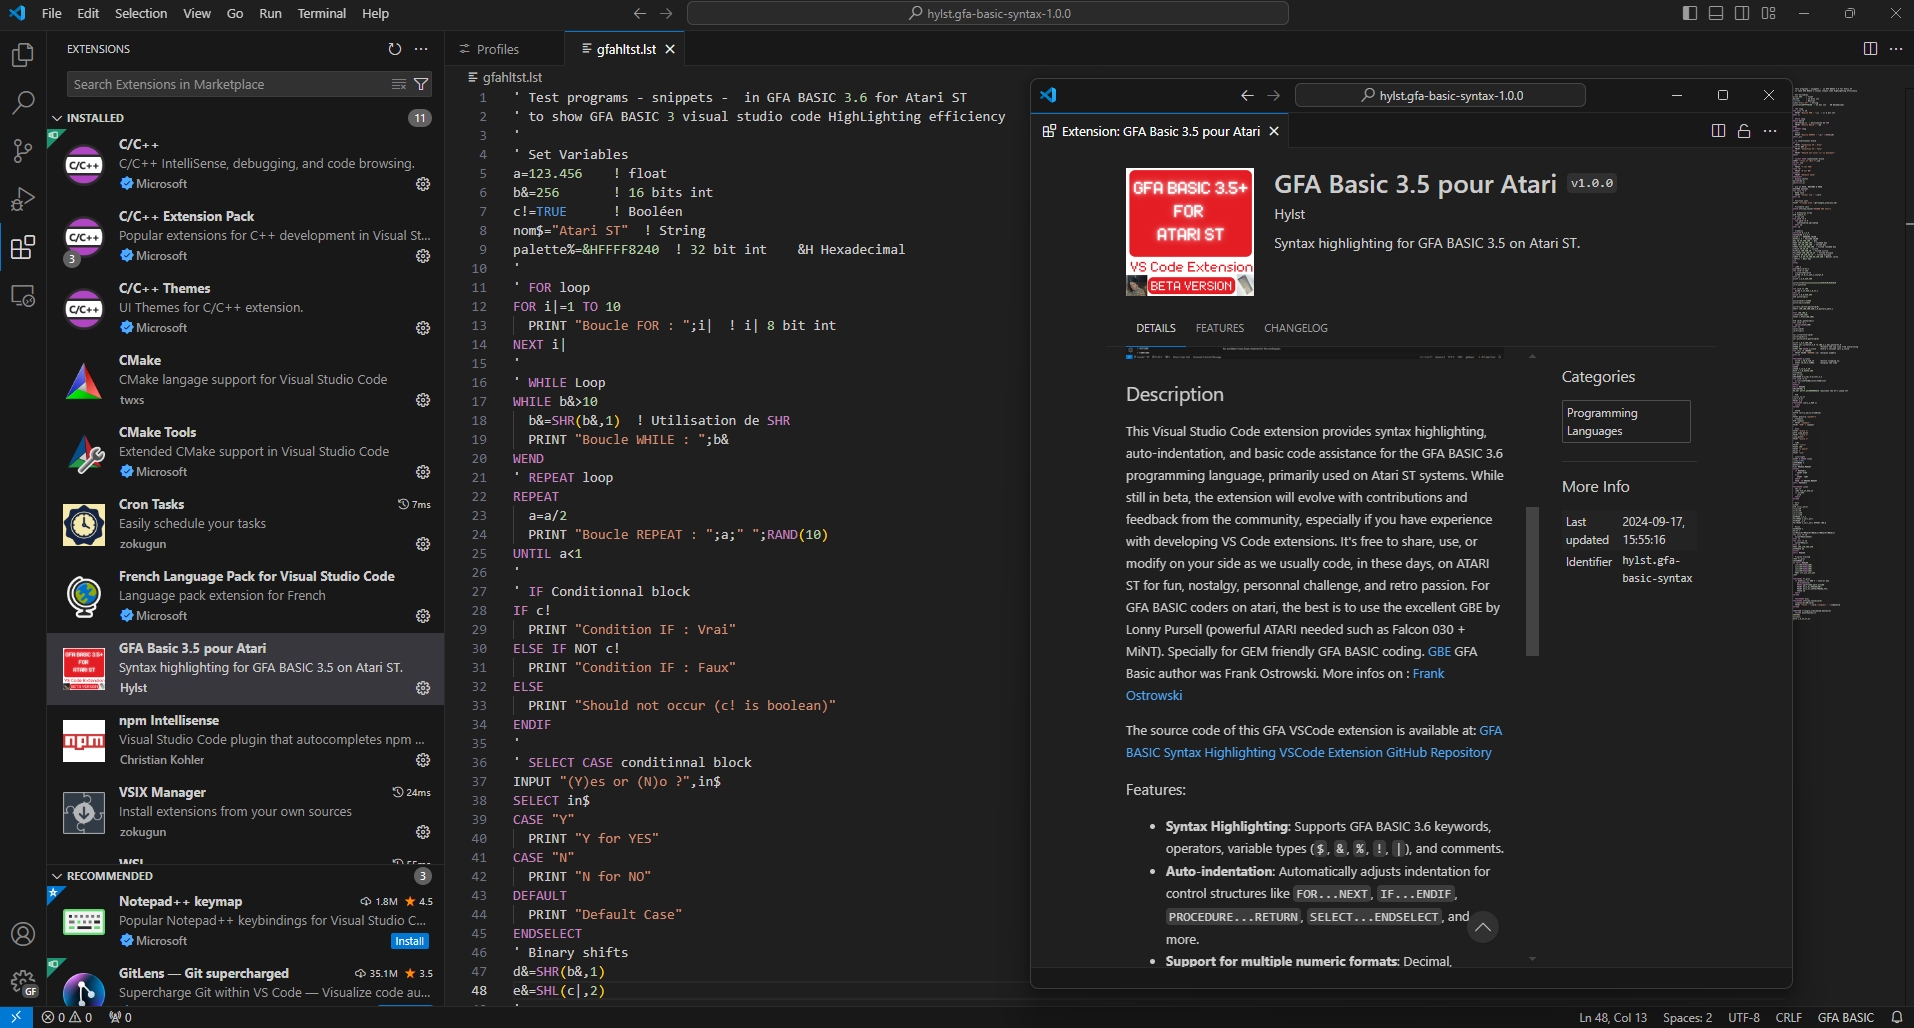 File Edit Selection View Go Run Terminal Help
hylst.gfa-basic-syntax-1.0.0
EXTENSIONS
Search Extensions in Marketplace
INSTALLED
11
C/C++
C/C++
C/C++ IntelliSense, debugging, and code browsing.
Microsoft
C/C++
C/C++ Extension Pack
Popular extensions for C++ development in Visual St...
3
Microsoft
C/C++
C/C++ Themes
UI Themes for C/C++ extension.
Microsoft
CMake
CMake langage support for Visual Studio Code
twxs
CMake Tools
Extended CMake support in Visual Studio Code
Microsoft
Cron Tasks
7ms
Easily schedule your tasks
zokugun
French Language Pack for Visual Studio Code
Language pack extension for French
Microsoft
GFA Basic 3.5 pour Atari
Syntax highlighting for GFA BASIC 3.5 on Atari ST.
Hylst
npm
npm Intellisense
Visual Studio Code plugin that autocompletes npm ...
Christian Kohler
VSIX Manager
24ms
Install extensions from your own sources
zokugun
WSL
RECOMMENDED
3
Notepad++ keymap
1.8M 4.5
Popular Notepad++ keybindings for Visual Studio C...
Microsoft
Install
GitLens — Git supercharged
35.1M 3.5
Supercharge Git within VS Code — Visualize code au...
GF
Profiles
gfahltst.lst
gfahltst.lst
1 ' Test programs - snippets -  in GFA BASIC 3.6 for Atari ST
2 ' to show GFA BASIC 3 visual studio code HighLighting efficiency
3 '
4 ' Set Variables
5 a=123.456    ! float
6 b&=256       ! 16 bits int
7 c!=TRUE      ! Booléen
8 nom$="Atari ST"  ! String
9 palette%=&HFFFF8240  ! 32 bit int    &H Hexadecimal
10 '
11 ' FOR loop
12 FOR i|=1 TO 10
13   PRINT "Boucle FOR : ";i|  ! i| 8 bit int
14 NEXT i|
15 '
16 ' WHILE Loop
17 WHILE b&>10
18   b&=SHR(b&,1)  ! Utilisation de SHR
19   PRINT "Boucle WHILE : ";b&
20 WEND
21 ' REPEAT loop
22 REPEAT
23   a=a/2
24   PRINT "Boucle REPEAT : ";a;" ";RAND(10)
25 UNTIL a<1
26 '
27 ' IF Conditionnal block
28 IF c!
29   PRINT "Condition IF : Vrai"
30 ELSE IF NOT c!
31   PRINT "Condition IF : Faux"
32 ELSE
33   PRINT "Should not occur (c! is boolean)"
34 ENDIF
35 '
36 ' SELECT CASE conditinnal block
37 INPUT "(Y)es or (N)o ?",in$
38 SELECT in$
39 CASE "Y"
40   PRINT "Y for YES"
41 CASE "N"
42   PRINT "N for NO"
43 DEFAULT
44   PRINT "Default Case"
45 ENDSELECT
46 ' Binary shifts
47 d&=SHR(b&,1)
48 e&=SHL(c|,2)
hylst.gfa-basic-syntax-1.0.0
Extension: GFA Basic 3.5 pour Atari
GFA BASIC 3.5+
FOR
ATARI ST
VS Code Extension
BETA VERSION
GFA Basic 3.5 pour Atari v1.0.0
Hylst
Syntax highlighting for GFA BASIC 3.5 on Atari ST.
DETAILS FEATURES CHANGELOG
Description
This Visual Studio Code extension provides syntax highlighting,
auto-indentation, and basic code assistance for the GFA BASIC 3.6
programming language, primarily used on Atari ST systems. While
still in beta, the extension will evolve with contributions and
feedback from the community, especially if you have experience
with developing VS Code extensions. It's free to share, use, or
modify on your side as we usually code, in these days, on ATARI
ST for fun, nostalgy, personnal challenge, and retro passion. For
GFA BASIC coders on atari, the best is to use the excellent GBE by
Lonny Pursell (powerful ATARI needed such as Falcon 030 +
MiNT). Specially for GEM friendly GFA BASIC coding. GBE GFA
Basic author was Frank Ostrowski. More infos on : Frank
Ostrowski
The source code of this GFA VSCode extension is available at: GFA
BASIC Syntax Highlighting VSCode Extension GitHub Repository
Features:
• Syntax Highlighting: Supports GFA BASIC 3.6 keywords,
operators, variable types ($, &, %, !, |), and comments.
• Auto-indentation: Automatically adjusts indentation for
control structures like FOR...NEXT, IF...ENDIF,
PROCEDURE...RETURN, SELECT...ENDSELECT, and
more.
• Support for multiple numeric formats: Decimal,
Categories
Programming
Languages
More Info
Last
updated
2024-09-17,
15:55:16
Identifier
hylst.gfa-
basic-syntax
0 0 0
Ln 48, Col 13 Spaces: 2 UTF-8 CRLF GFA BASIC